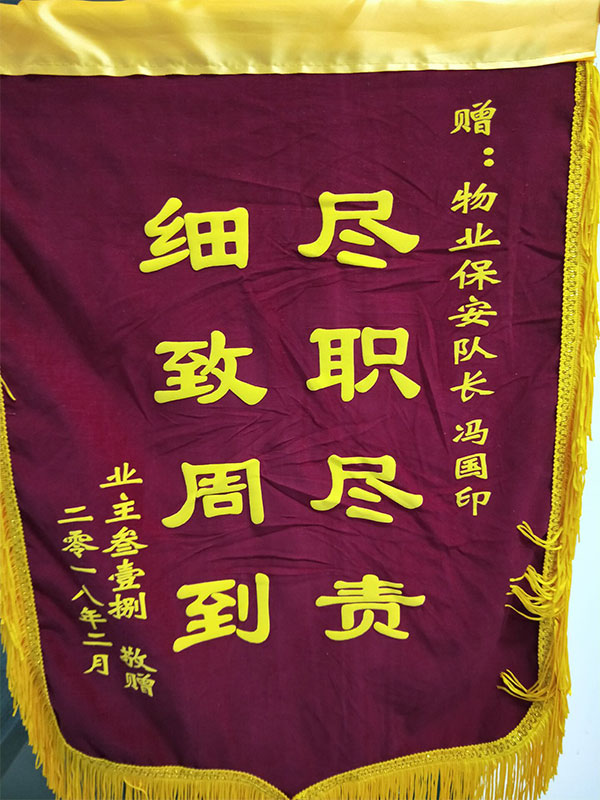 赠：物业保安队长冯国印
尽职尽责
细致周到
业主叁壹捌 敬赠
二零一八年二月